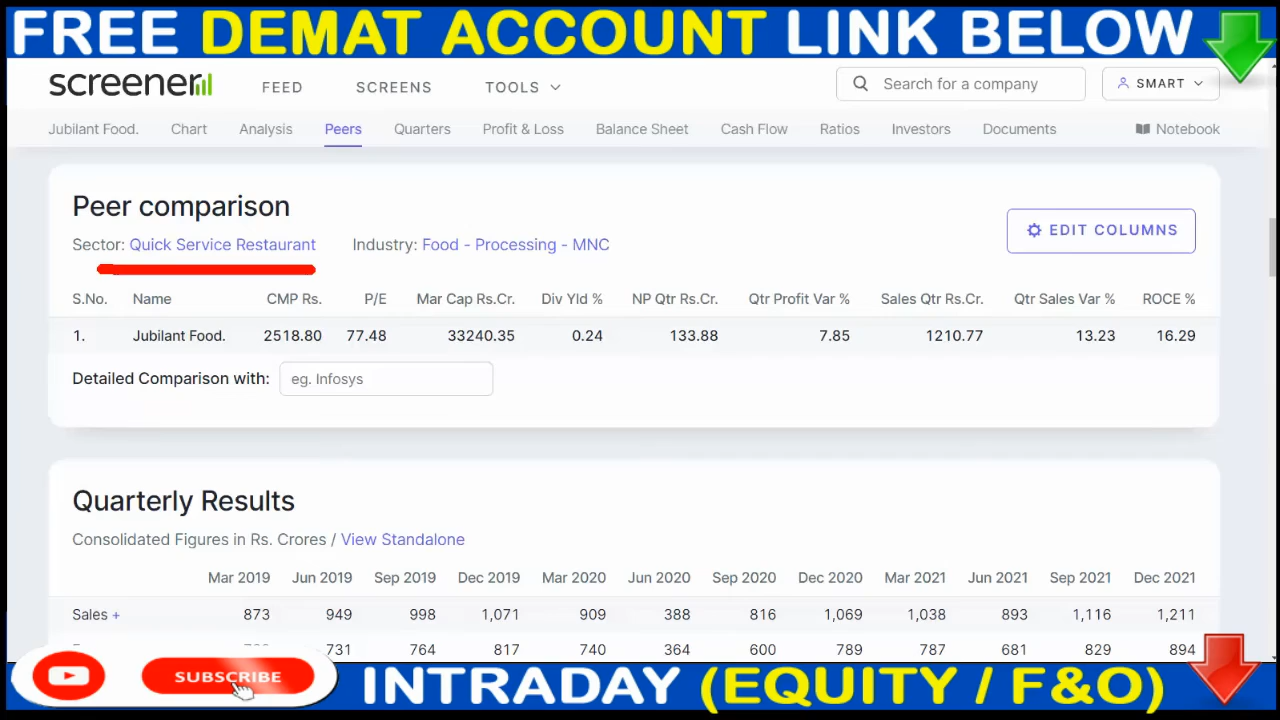 FREE DEMAT ACCOUNT LINK BELOW
screener FEED SCREENS TOOLS Search for a company SMART
Jubilant Food. Chart Analysis Peers Quarters Profit & Loss Balance Sheet Cash Flow Ratios Investors Documents Notebook
Peer comparison
Sector: Quick Service Restaurant Industry: Food - Processing - MNC EDIT COLUMNS
S.No. Name CMP Rs. P/E Mar Cap Rs.Cr. Div Yld % NP Qtr Rs.Cr. Qtr Profit Var % Sales Qtr Rs.Cr. Qtr Sales Var % ROCE %
1. Jubilant Food. 2518.80 77.48 33240.35 0.24 133.88 7.85 1210.77 13.23 16.29
Detailed Comparison with: eg. Infosys
Quarterly Results
Consolidated Figures in Rs. Crores / View Standalone
Mar 2019 Jun 2019 Sep 2019 Dec 2019 Mar 2020 Jun 2020 Sep 2020 Dec 2020 Mar 2021 Jun 2021 Sep 2021 Dec 2021
Sales + 873 949 998 1,071 909 388 816 1,069 1,038 893 1,116 1,211
731 764 817 740 364 600 789 787 681 829 894
SUBSCRIBE INTRADAY (EQUITY / F&O)